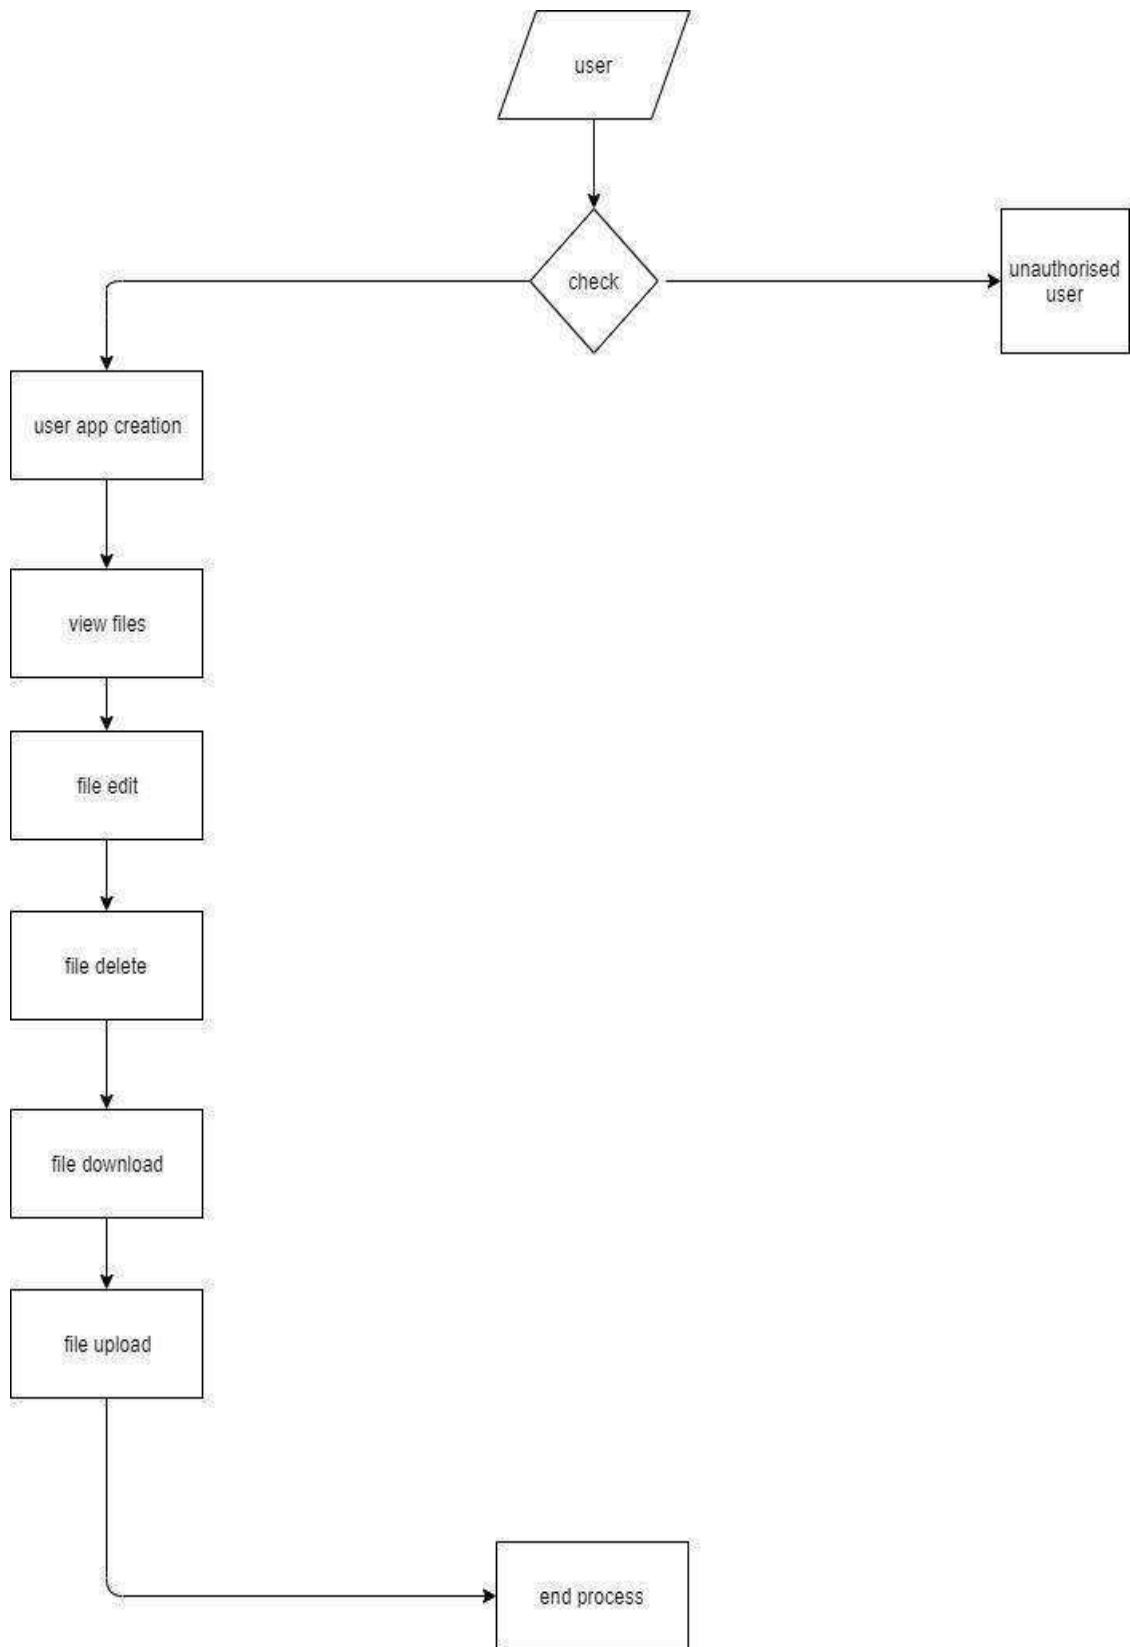 user
check
unauthorised
user
user app creation
view files
file edit
file delete
file download
file upload
end process